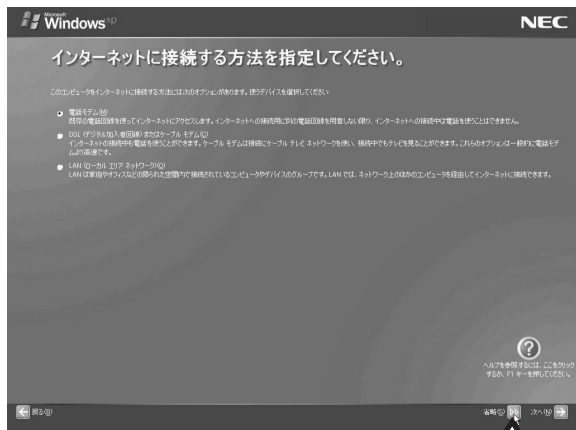 Microsoft
Windows xp
NEC
インターネットに接続する方法を指定してください。
このコンピュータをインターネットに接続する方法には次のオプションがあります。使うデバイスを選択してください
電話モデム(M)
既存の電話回線を使ってインターネットにアクセスします。インターネットへの接続用に別の電話回線を用意しない限り、インターネットへの接続中は電話を使うことはできません。
DSL (デジタル加入者回線) またはケーブル モデム(Q)
インターネットの接続中も電話を使うことができます。ケーブル モデムは接続にケーブル テレビ ネットワークを使い、接続中でもテレビを見ることができます。これらのオプションは一般的に電話モデ
ムより高速です。
LAN (ローカル エリア ネットワーク)(Q)
LAN は家庭やオフィスなどの限られた空間内で接続されているコンピュータやデバイスのグループです。LAN では、ネットワーク上のほかのコンピュータを経由してインターネットに接続できます。
ヘルプを参照するには、ここをクリック
するか、F1 キーを押してください。
戻る(B)
省略(S)
次へ(N)